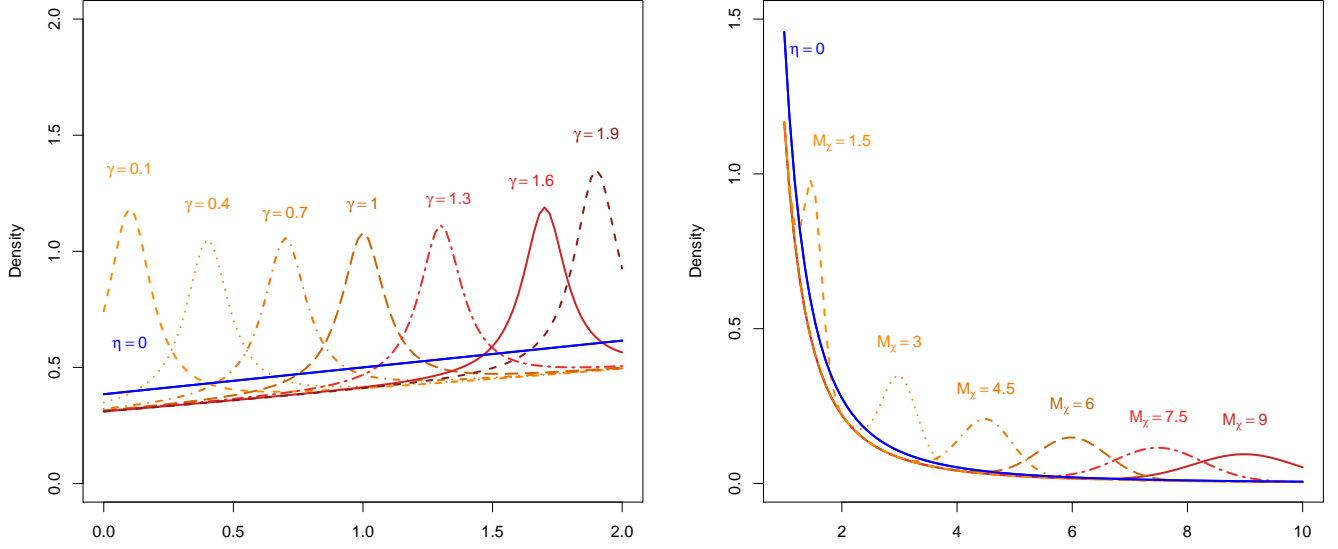 2.0
1.5
1.0
0.5
0.0
Density
γ = 0.1
γ = 0.4
γ = 0.7
γ = 1
γ = 1.3
γ = 1.6
γ = 1.9
η = 0
0.0 0.5 1.0 1.5 2.0
1.5
1.0
0.5
0.0
Density
η = 0
Mχ = 1.5
Mχ = 3
Mχ = 4.5
Mχ = 6
Mχ = 7.5
Mχ = 9
2 4 6 8 10